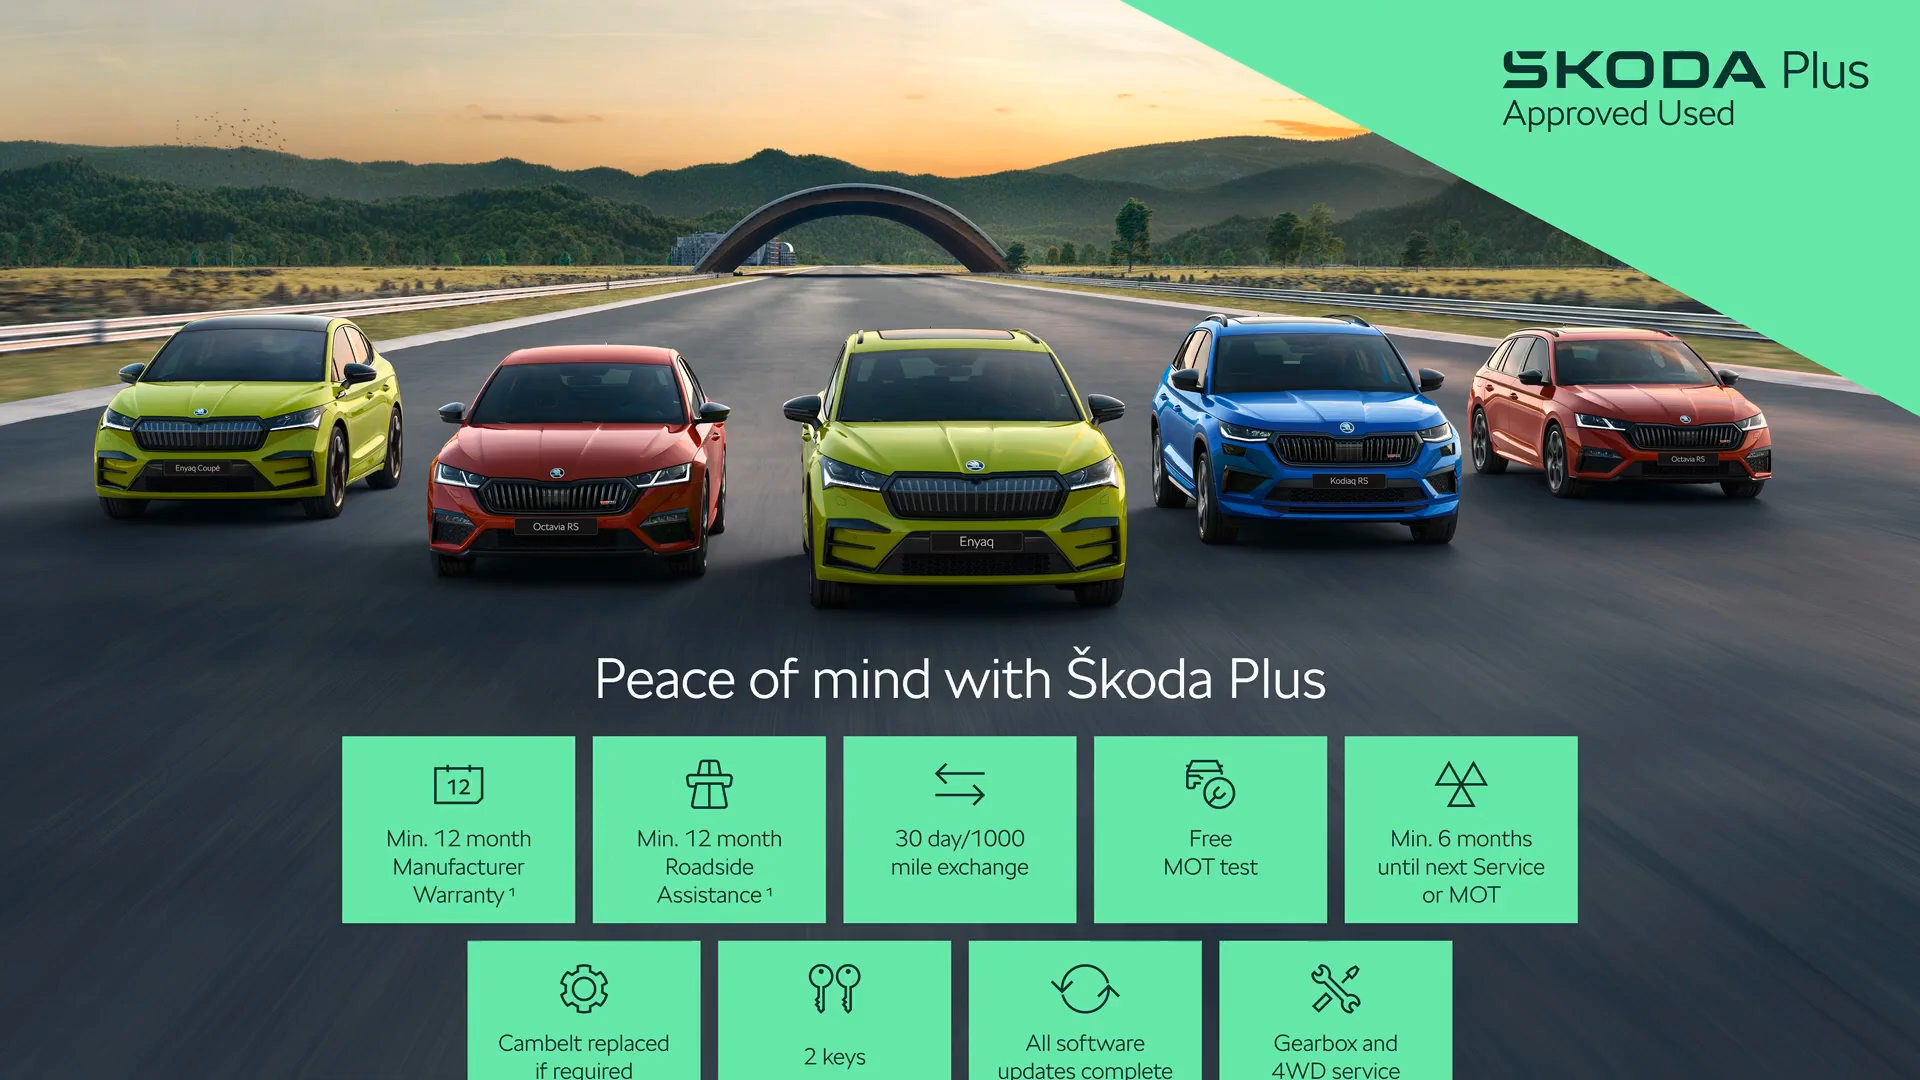 ŠKODA Plus
Approved Used
Enyaq Coupé
Octavia RS
Enyaq
Kodiaq RS
Octavia RS
Peace of mind with Škoda Plus
12
Min. 12 month
Manufacturer
Warranty ¹
Min. 12 month
Roadside
Assistance ¹
30 day/1000
mile exchange
Free
MOT test
Min. 6 months
until next Service
or MOT
Cambelt replaced
if required
2 keys
All software
updates complete
Gearbox and
4WD service